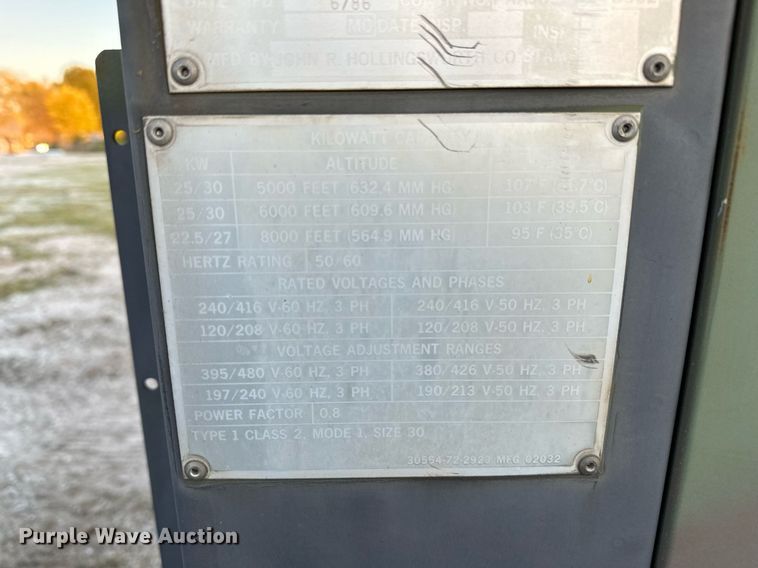 6/86
WARRANTY MO DATE INSP INSP
MFD BY JOHN R. HOLLINGSWORTH CO
KILOWATT
KW ALTITUDE
25/30 5000 FEET (632.4 MM HG) 107 F
25/30 6000 FEET (609.6 MM HG) 103 F (39.5 C)
22.5/27 8000 FEET (564.9 MM HG) 95 F (35 C)
HERTZ RATING 50/60
RATED VOLTAGES AND PHASES
240/416 V-60 HZ, 3 PH 240/416 V-50 HZ, 3 PH
120/208 V-60 HZ, 3 PH 120/208 V-50 HZ, 3 PH
VOLTAGE ADJUSTMENT RANGES
395/480 V-60 HZ, 3 PH 380/426 V-50 HZ, 3 PH
197/240 V-60 HZ, 3 PH 190/213 V-50 HZ, 3 PH
POWER FACTOR 0.8
TYPE 1 CLASS 2, MODE 1, SIZE 30
30554-72-2923 MFG 02032
Purple Wave Auction